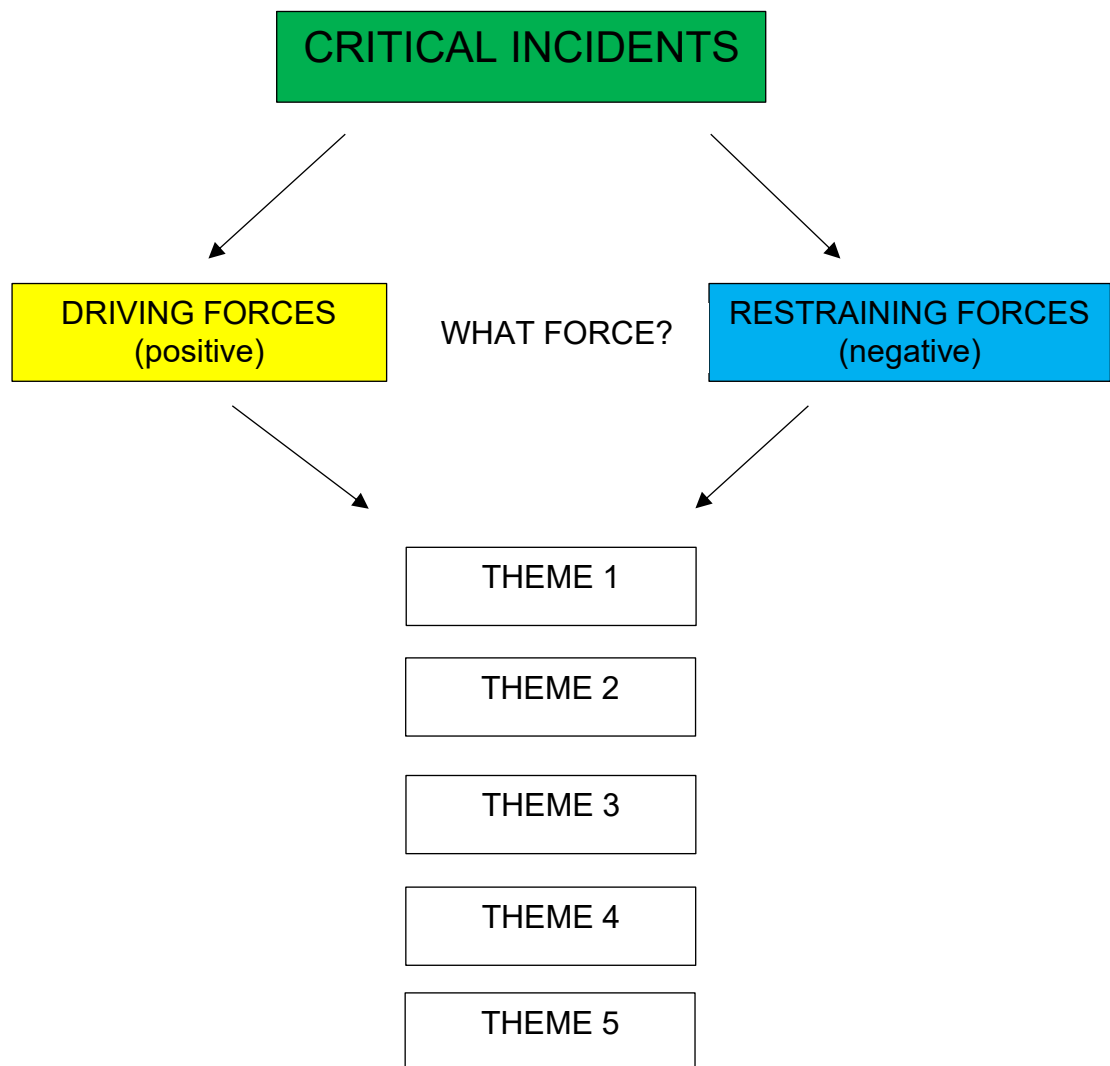 CRITICAL INCIDENTS
DRIVING FORCES
(positive)
WHAT FORCE?
RESTRAINING FORCES
(negative)
THEME 1
THEME 2
THEME 3
THEME 4
THEME 5